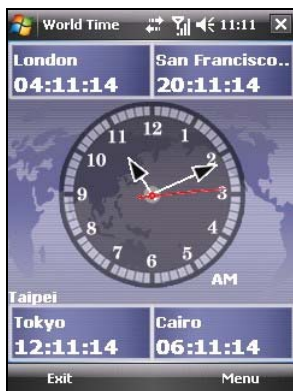 World Time 11:11
London San Francisco..
04:11:14 20:11:14
12
11 1
10 2
9 3
8 4
7 5
6
AM
Taipei
Tokyo Cairo
12:11:14 06:11:14
Exit Menu